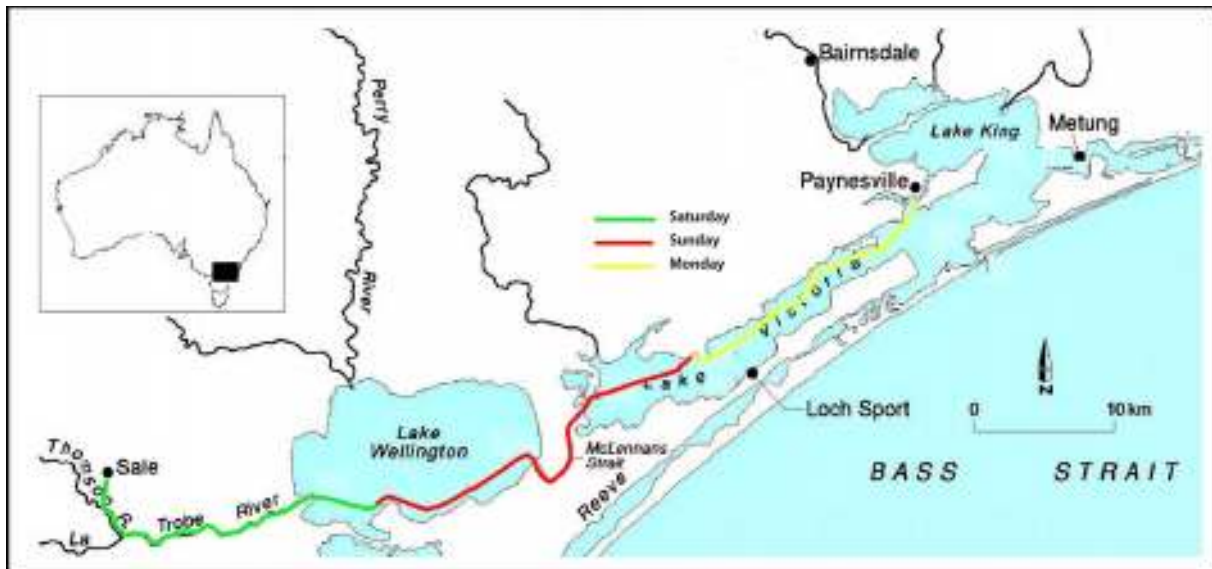 Bairnsdale
Perry
River
Lake King
Metung
Paynesville
Saturday
Sunday
Monday
Victoria
Lake
Loch Sport
0 10 km
N
Lake
Wellington
McLennans
Strait
Reeve
BASS STRAIT
Thomson R.
Sale
La Trobe River